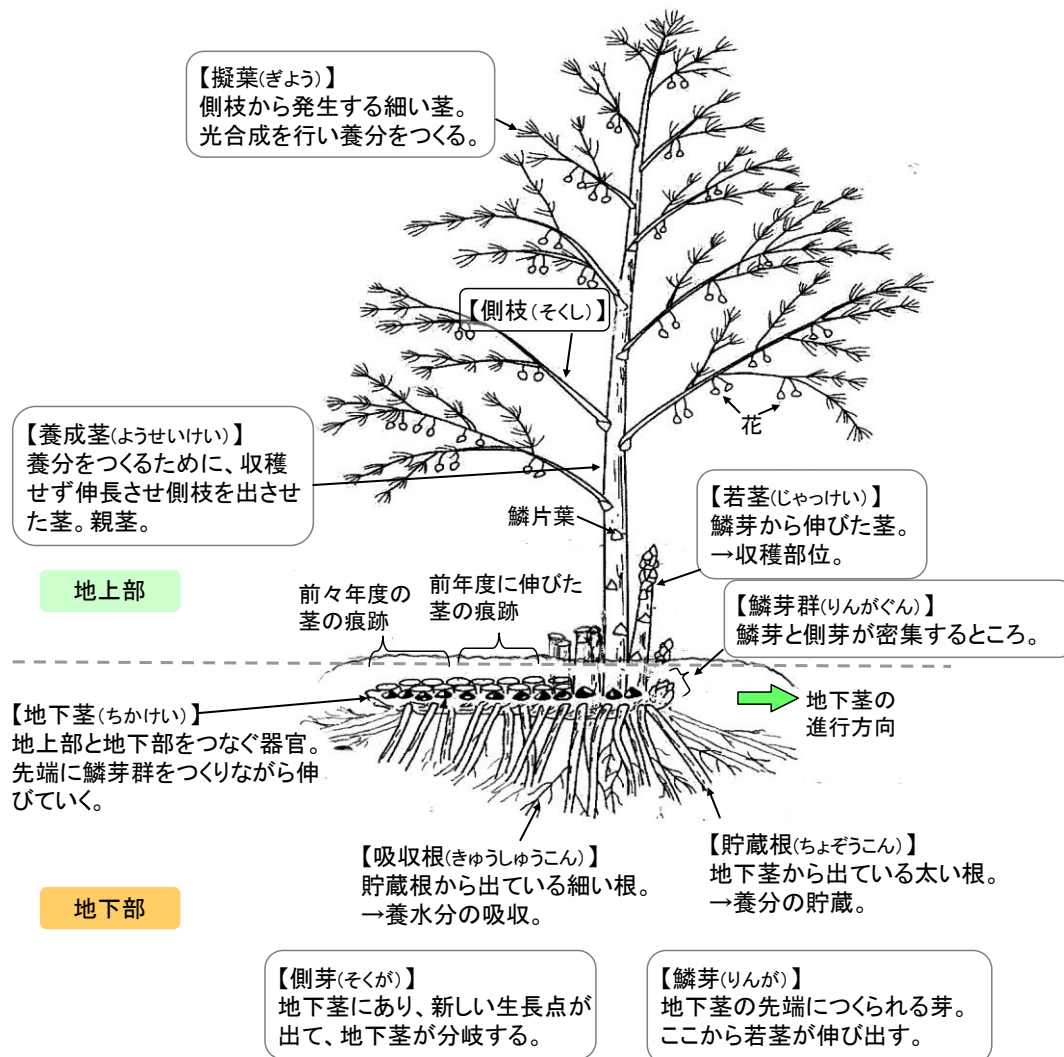 【擬葉(ぎよう)】
側枝から発生する細い茎。
光合成を行い養分をつくる。
【側枝(そくし)】
花
【養成茎(ようせいけい)】
養分をつくるために、収穫
せず伸長させ側枝を出させ
た茎。親茎。
鱗片葉
【若茎(じゃっけい)】
鱗芽から伸びた茎。
→収穫部位。
地上部
前々年度の
茎の痕跡
前年度に伸びた
茎の痕跡
【鱗芽群(りんがぐん)】
鱗芽と側芽が密集するところ。
【地下茎(ちかけい)】
地上部と地下部をつなぐ器官。
先端に鱗芽群をつくりながら伸
びていく。
地下茎の
進行方向
【吸収根(きゅうしゅうこん)】
貯蔵根から出ている細い根。
→養水分の吸収。
【貯蔵根(ちょぞうこん)】
地下茎から出ている太い根。
→養分の貯蔵。
地下部
【側芽(そくが)】
地下茎にあり、新しい生長点が
出て、地下茎が分岐する。
【鱗芽(りんが)】
地下茎の先端につくられる芽。
ここから若茎が伸び出す。